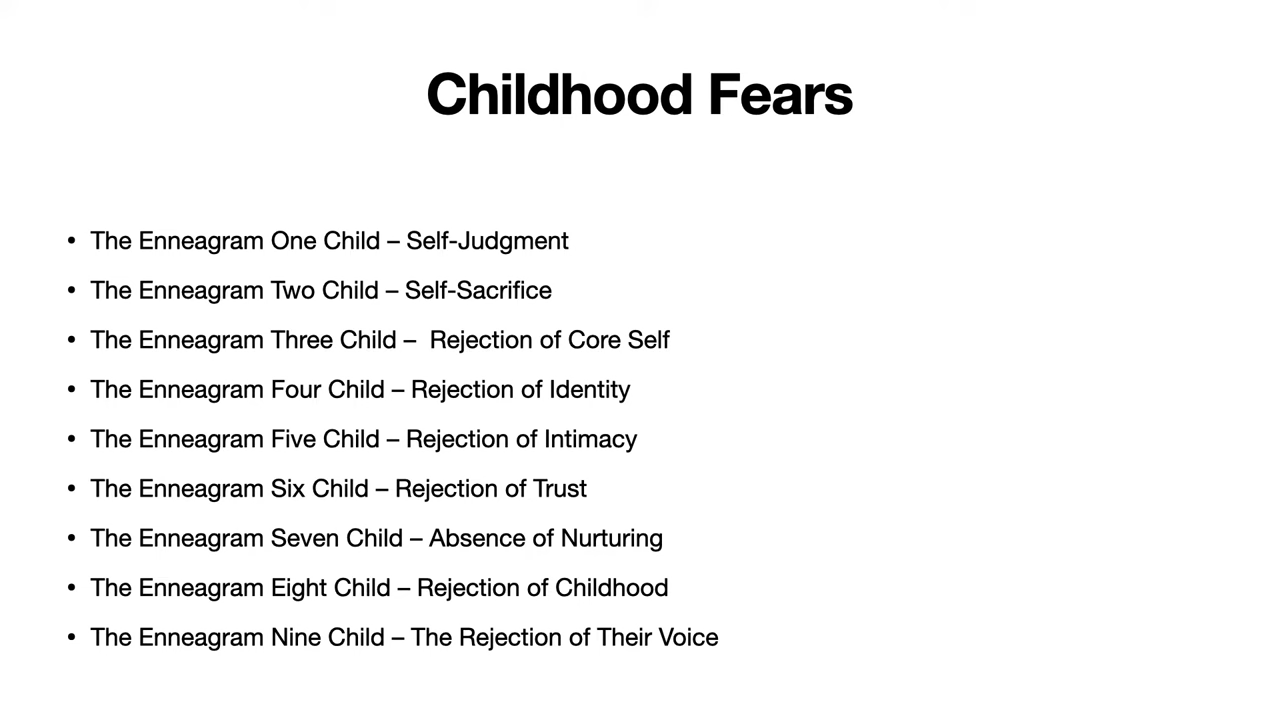 Childhood Fears
• The Enneagram One Child – Self-Judgment
• The Enneagram Two Child – Self-Sacrifice
• The Enneagram Three Child –  Rejection of Core Self
• The Enneagram Four Child – Rejection of Identity
• The Enneagram Five Child – Rejection of Intimacy
• The Enneagram Six Child – Rejection of Trust
• The Enneagram Seven Child – Absence of Nurturing
• The Enneagram Eight Child – Rejection of Childhood
• The Enneagram Nine Child – The Rejection of Their Voice